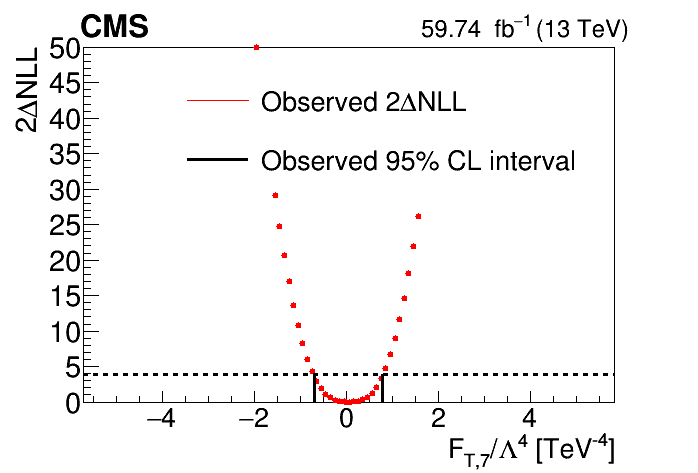 CMS
59.74 fb⁻¹ (13 TeV)
2ΔNLL
50
45
40
35
30
25
20
15
10
5
0
Observed 2ΔNLL
Observed 95% CL interval
−4 −2 0 2 4
F_T,7/Λ⁴ [TeV⁻⁴]